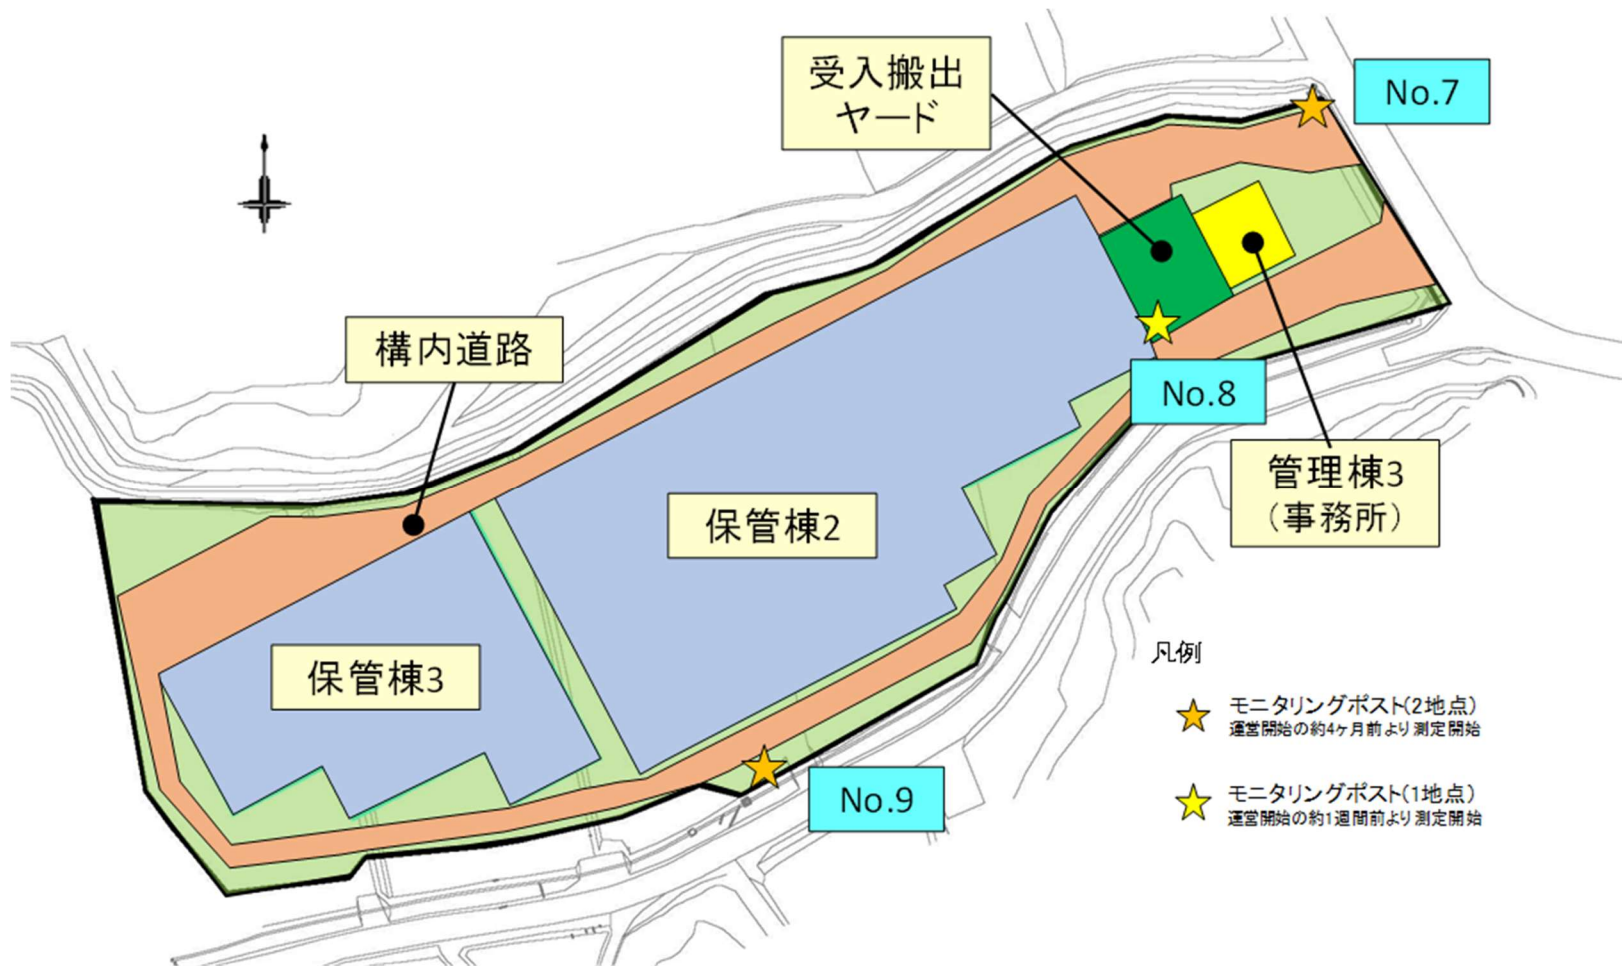 受入搬出
ヤード
No.7
構内道路
No.8
管理棟3
（事務所）
保管棟2
保管棟3
No.9
凡例
モニタリングポスト(2地点)
運営開始の約4ヶ月前より測定開始
モニタリングポスト(1地点)
運営開始の約1週間前より測定開始